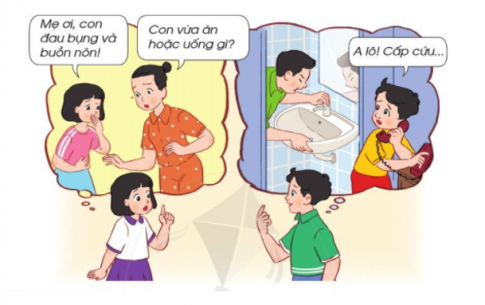 Mẹ ơi, con
đau bụng và
buồn nôn!
Con vừa ăn
hoặc uống gì?
A lô! Cấp cứu...